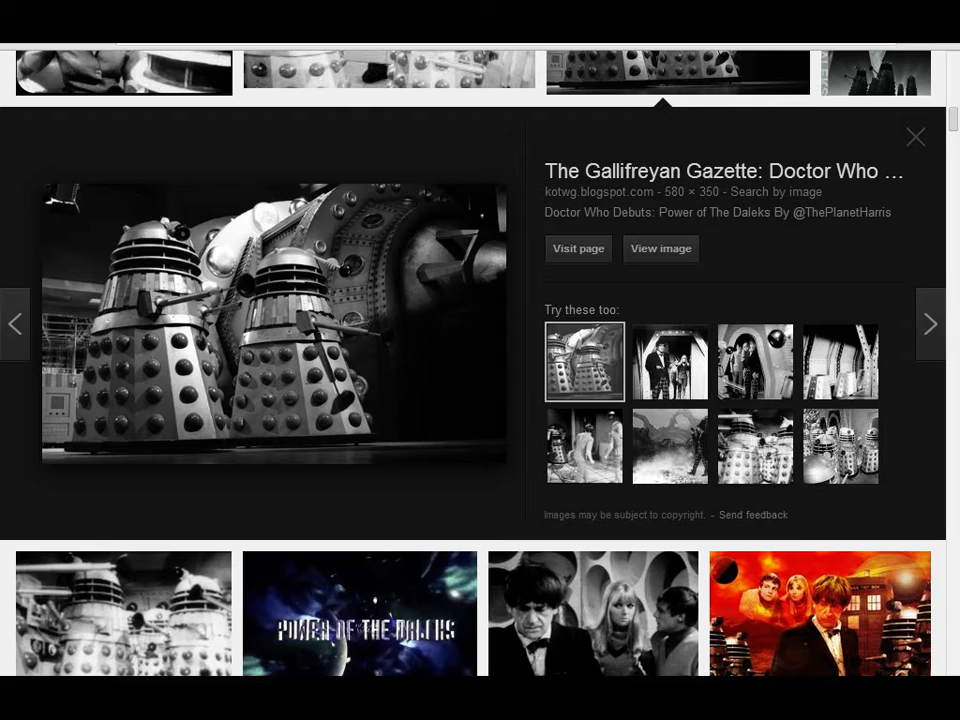 The Gallifreyan Gazette: Doctor Who ...
kotwg.blogspot.com - 580 × 350 - Search by image
Doctor Who Debuts: Power of The Daleks By @ThePlanetHarris
Visit page
View image
Try these too:
Images may be subject to copyright. - Send feedback
POWER OF THE DALEKS